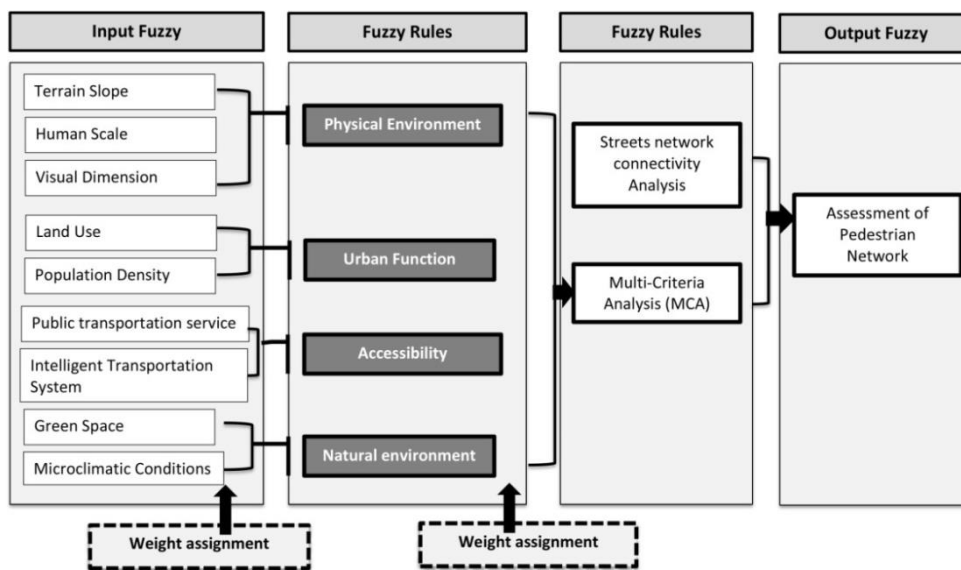 Input Fuzzy
Fuzzy Rules
Fuzzy Rules
Output Fuzzy
Terrain Slope
Human Scale
Visual Dimension
Land Use
Population Density
Public transportation service
Intelligent Transportation
System
Green Space
Microclimatic Conditions
Physical Environment
Urban Function
Accessibility
Natural environment
Streets network
connectivity
Analysis
Multi-Criteria
Analysis (MCA)
Assessment of
Pedestrian
Network
Weight assignment
Weight assignment